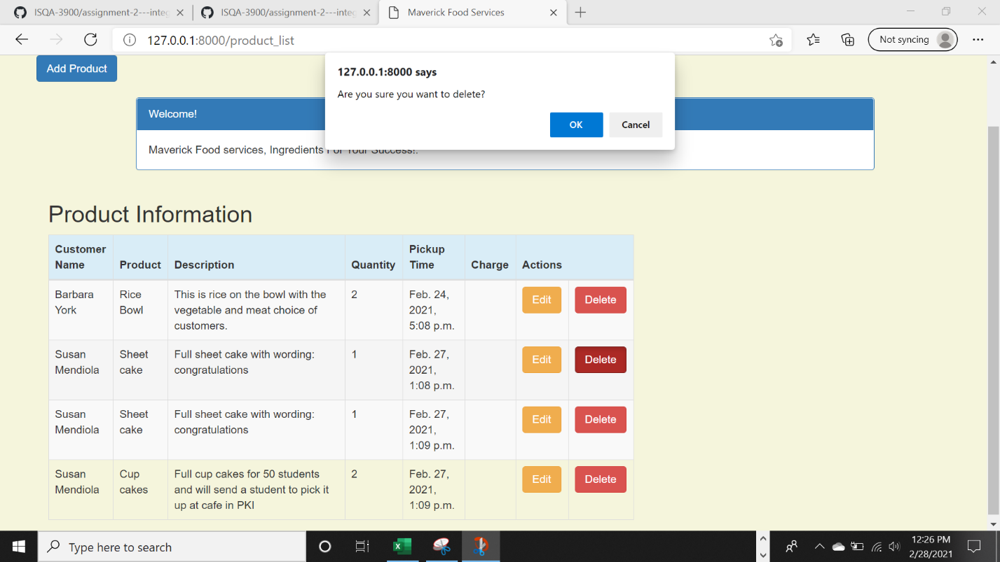 ISQA-3900/assignment-2---integ
ISQA-3900/assignment-2---integ
Maverick Food Services
127.0.0.1:8000/product_list
Not syncing
Add Product
127.0.0.1:8000 says
Are you sure you want to delete?
OK
Cancel
Welcome!
Maverick Food services, Ingredients For Your Success!.
Product Information
Customer Name
Product
Description
Quantity
Pickup Time
Charge
Actions
Barbara York
Rice Bowl
This is rice on the bowl with the
vegetable and meat choice of
customers.
2
Feb. 24,
2021,
5:08 p.m.
Edit
Delete
Susan Mendiola
Sheet cake
Full sheet cake with wording:
congratulations
1
Feb. 27,
2021,
1:08 p.m.
Edit
Delete
Susan Mendiola
Sheet cake
Full sheet cake with wording:
congratulations
1
Feb. 27,
2021,
1:09 p.m.
Edit
Delete
Susan Mendiola
Cup cakes
Full cup cakes for 50 students
and will send a student to pick it
up at cafe in PKI
2
Feb. 27,
2021,
1:09 p.m.
Edit
Delete
Type here to search
12:26 PM
2/28/2021